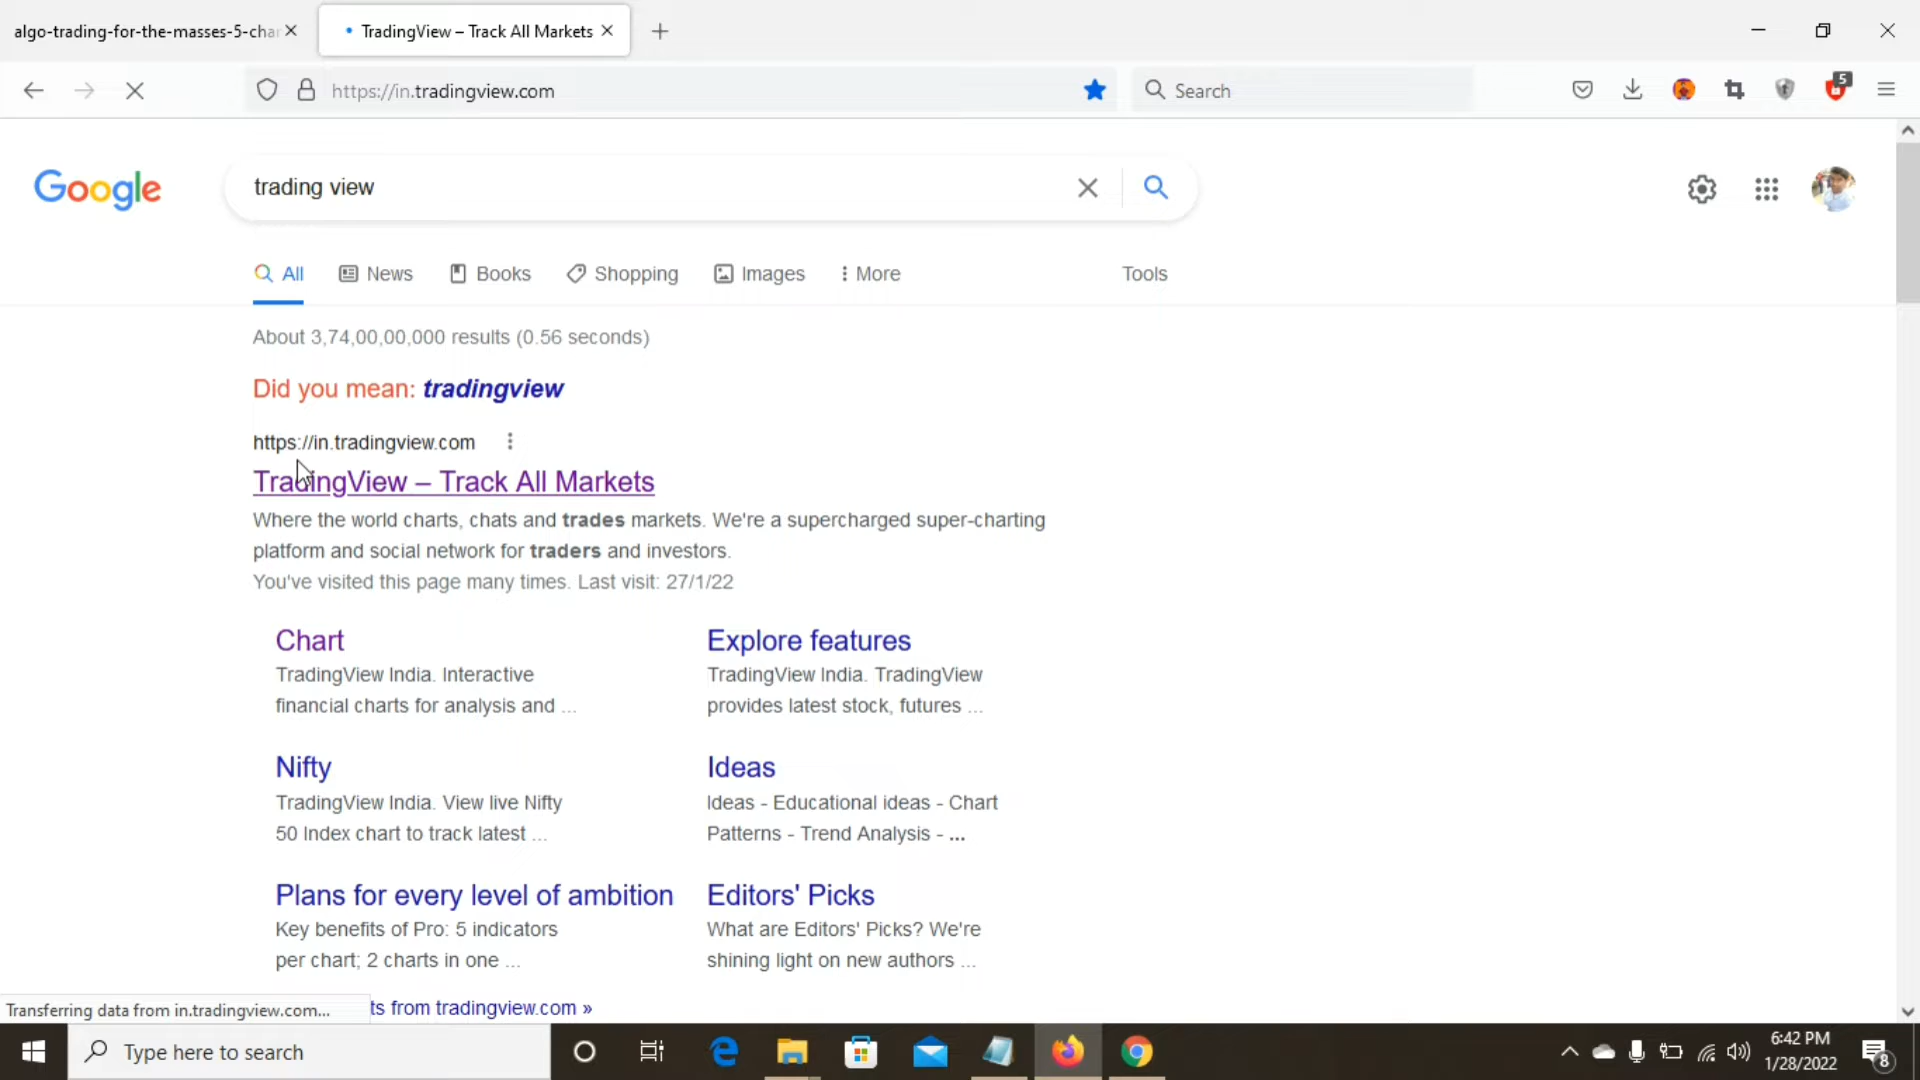 algo-trading-for-the-masses-5-cha
TradingView – Track All Markets
https://in.tradingview.com
Search
5
Google
trading view
All
News
Books
Shopping
Images
More
Tools
About 3,74,00,00,000 results (0.56 seconds)
Did you mean: tradingview
https://in.tradingview.com
TradingView – Track All Markets
Where the world charts, chats and trades markets. We're a supercharged super-charting
platform and social network for traders and investors.
You've visited this page many times. Last visit: 27/1/22
Chart
TradingView India. Interactive
financial charts for analysis and ...
Explore features
TradingView India. TradingView
provides latest stock, futures ...
Nifty
TradingView India. View live Nifty
50 Index chart to track latest ...
Ideas
Ideas - Educational ideas - Chart
Patterns - Trend Analysis - ...
Plans for every level of ambition
Key benefits of Pro: 5 indicators
per chart; 2 charts in one ...
Editors' Picks
What are Editors' Picks? We're
shining light on new authors ...
ts from tradingview.com »
Transferring data from in.tradingview.com...
Type here to search
6:42 PM
1/28/2022
8